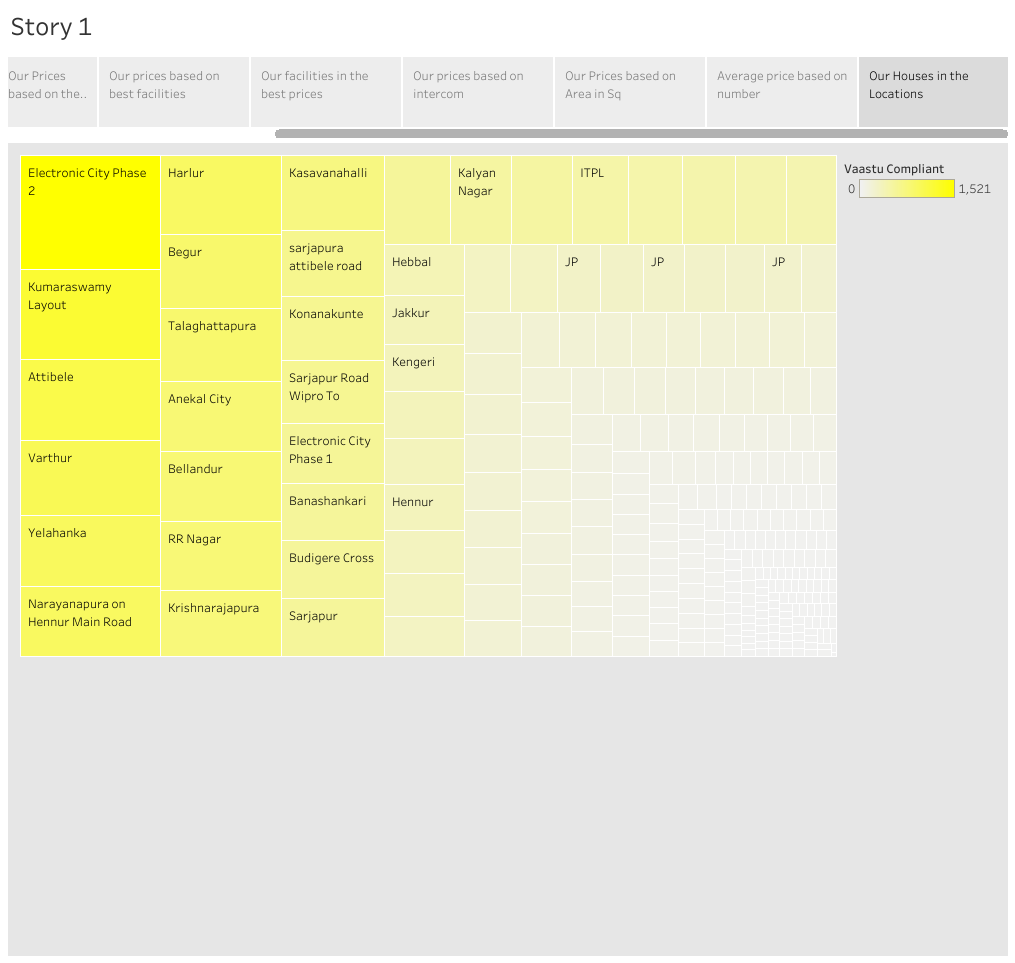 Story 1
Our Prices
based on the..
Our prices based on
best facilities
Our facilities in the
best prices
Our prices based on
intercom
Our Prices based on
Area in Sq
Average price based on
number
Our Houses in the
Locations
Electronic City Phase
2
Kumaraswamy
Layout
Attibele
Varthur
Yelahanka
Narayanapura on
Hennur Main Road
Harlur
Begur
Talaghattapura
Anekal City
Bellandur
RR Nagar
Krishnarajapura
Kasavanahalli
sarjapura
attibele road
Konanakunte
Sarjapur Road
Wipro To
Electronic City
Phase 1
Banashankari
Budigere Cross
Sarjapur
Hebbal
Jakkur
Kengeri
Hennur
Kalyan
Nagar
ITPL
JP
JP
JP
Vaastu Compliant
0
1,521